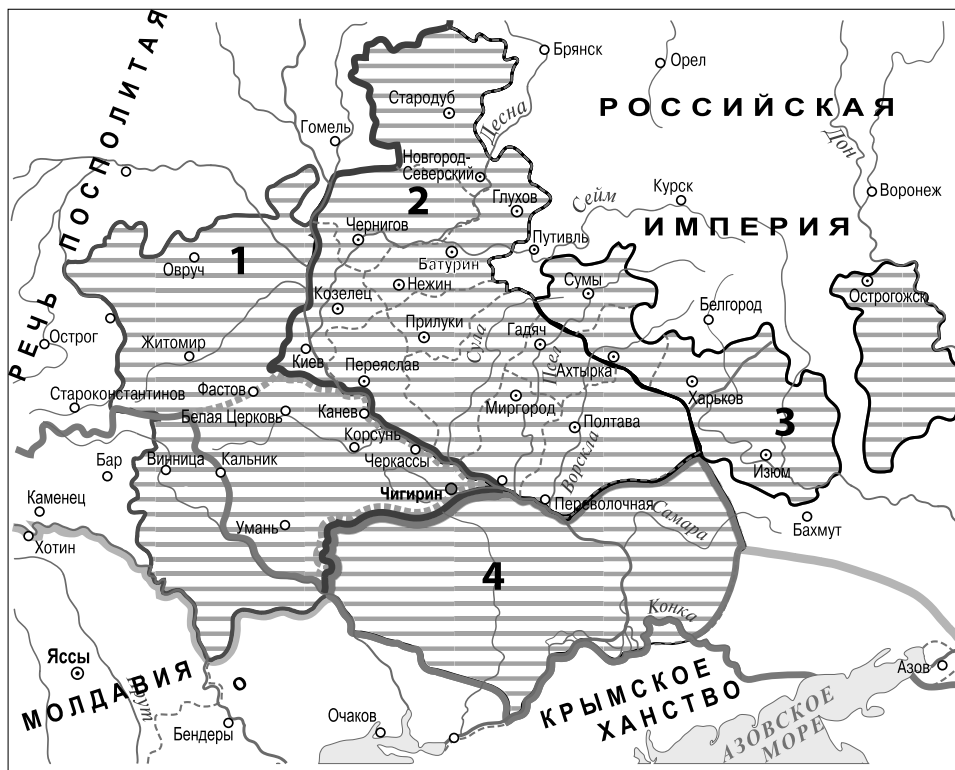 РЕЧЬ ПОСПОЛИТАЯ
РОССИЙСКАЯ
ИМПЕРИЯ
Брянск
Орел
Стародуб
Десна
Гомель
Дон
Воронеж
Новгород-
Северский
2
Глухов
Сейм
Курск
Чернигов
Путивль
1
Овруч
Батурин
Нежин
Сумы
Острогожск
Козелец
Белгород
Острог
Прилуки
Сула
Гадяч
Житомир
Киев
Псел
Ахтырка
Переяслав
Староконстантинов
Фастов
Харьков
Белая Церковь
Канев
Миргород
Полтава
3
Корсунь
Ворскла
Черкассы
Бар
Винница
Кальник
Изюм
Чигирин
Каменец
Переволочная
Самара
Умань
Бахмут
Хотин
4
Конка
Яссы
МОЛДАВИЯ
Прут
КРЫМСКОЕ
ХАНСТВО
Азов
Очаков
Бендеры
АЗОВСКОЕ
МОРЕ